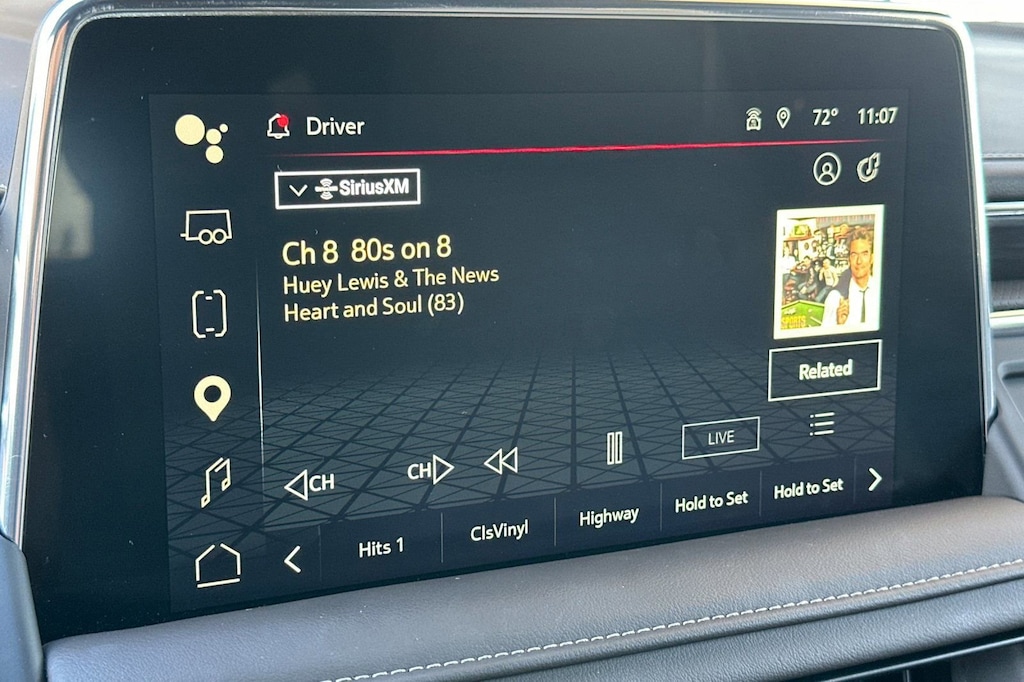 Driver
72° 11:07
SiriusXM
Ch 8 80s on 8
Huey Lewis & The News
Heart and Soul (83)
SPORTS
Related
CH
CH
LIVE
Hits 1
ClsVinyl
Highway
Hold to Set
Hold to Set